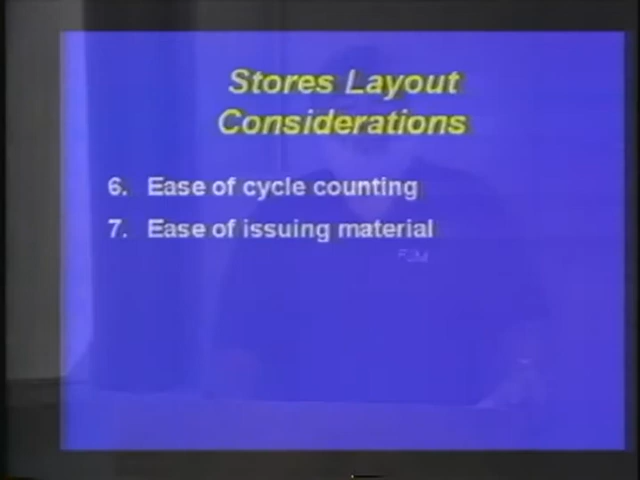 Stores Layout
Considerations
6. Ease of cycle counting
7. Ease of issuing material